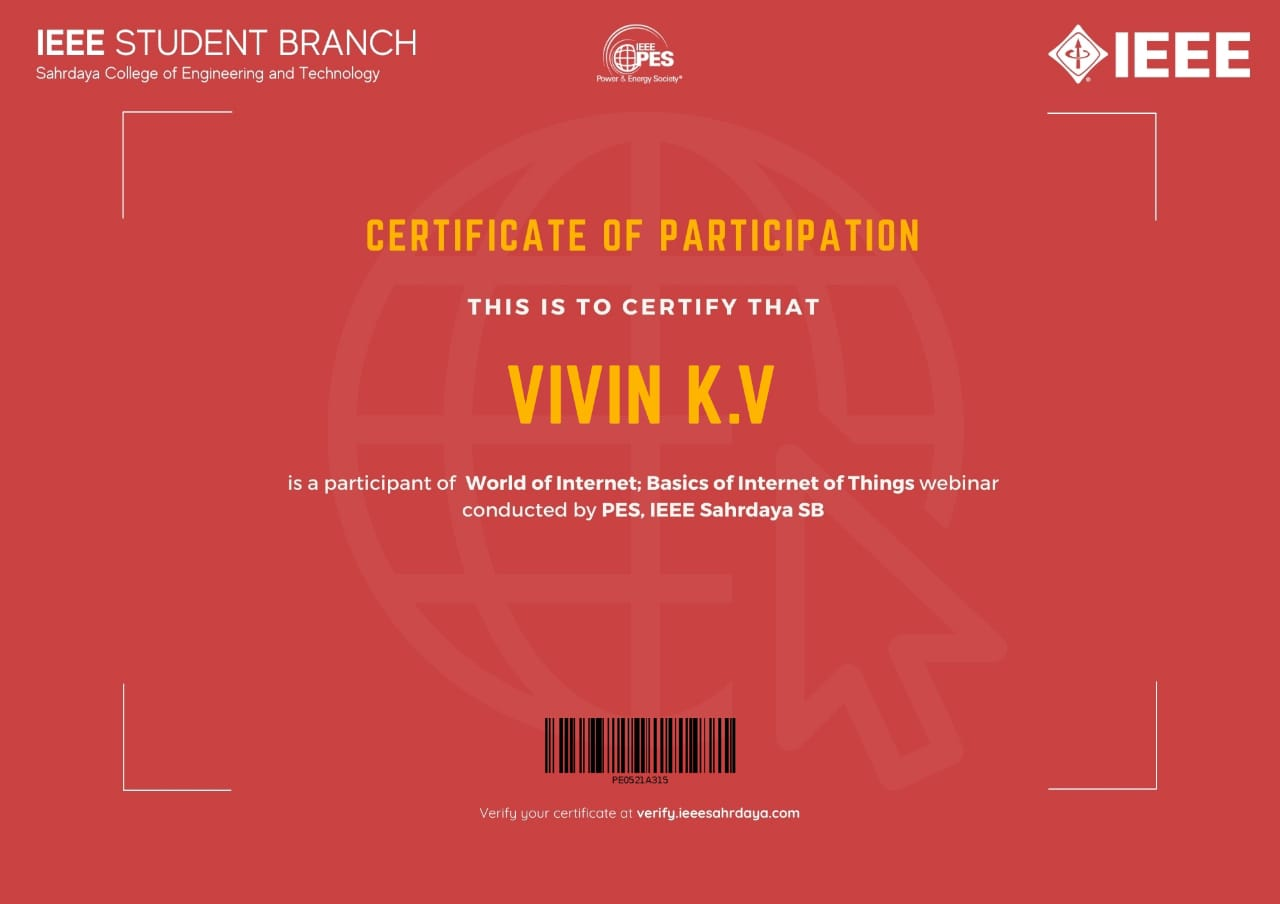 IEEE STUDENT BRANCH
Sahrdaya College of Engineering and Technology
IEEE
PES
Power & Energy Society®
IEEE
CERTIFICATE OF PARTICIPATION
THIS IS TO CERTIFY THAT
VIVIN K.V
is a participant of World of Internet; Basics of Internet of Things webinar
conducted by PES, IEEE Sahrdaya SB
PE0521A315
Verify your certificate at verify.ieeesahrdaya.com